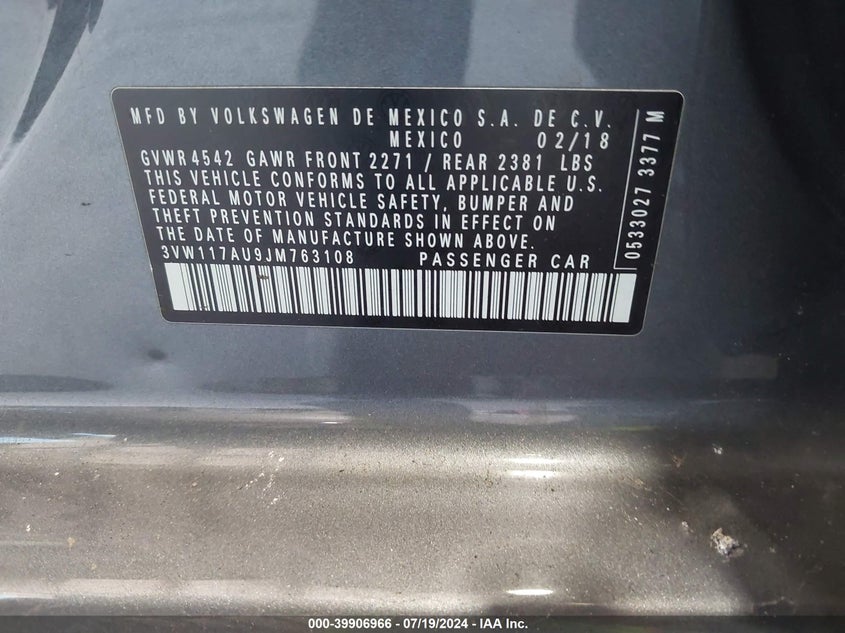 MFD BY VOLKSWAGEN DE MEXICO S.A. DE C.V.
MEXICO 02/18
GVWR 4542 GAWR FRONT 2271 / REAR 2381 LBS
THIS VEHICLE CONFORMS TO ALL APPLICABLE U.S.
FEDERAL MOTOR VEHICLE SAFETY, BUMPER AND
THEFT PREVENTION STANDARDS IN EFFECT ON
THE DATE OF MANUFACTURE SHOWN ABOVE.
3VW117AU9JM763108 PASSENGER CAR
0533027 3377 M
000-39906966 - 07/19/2024 - IAA Inc.